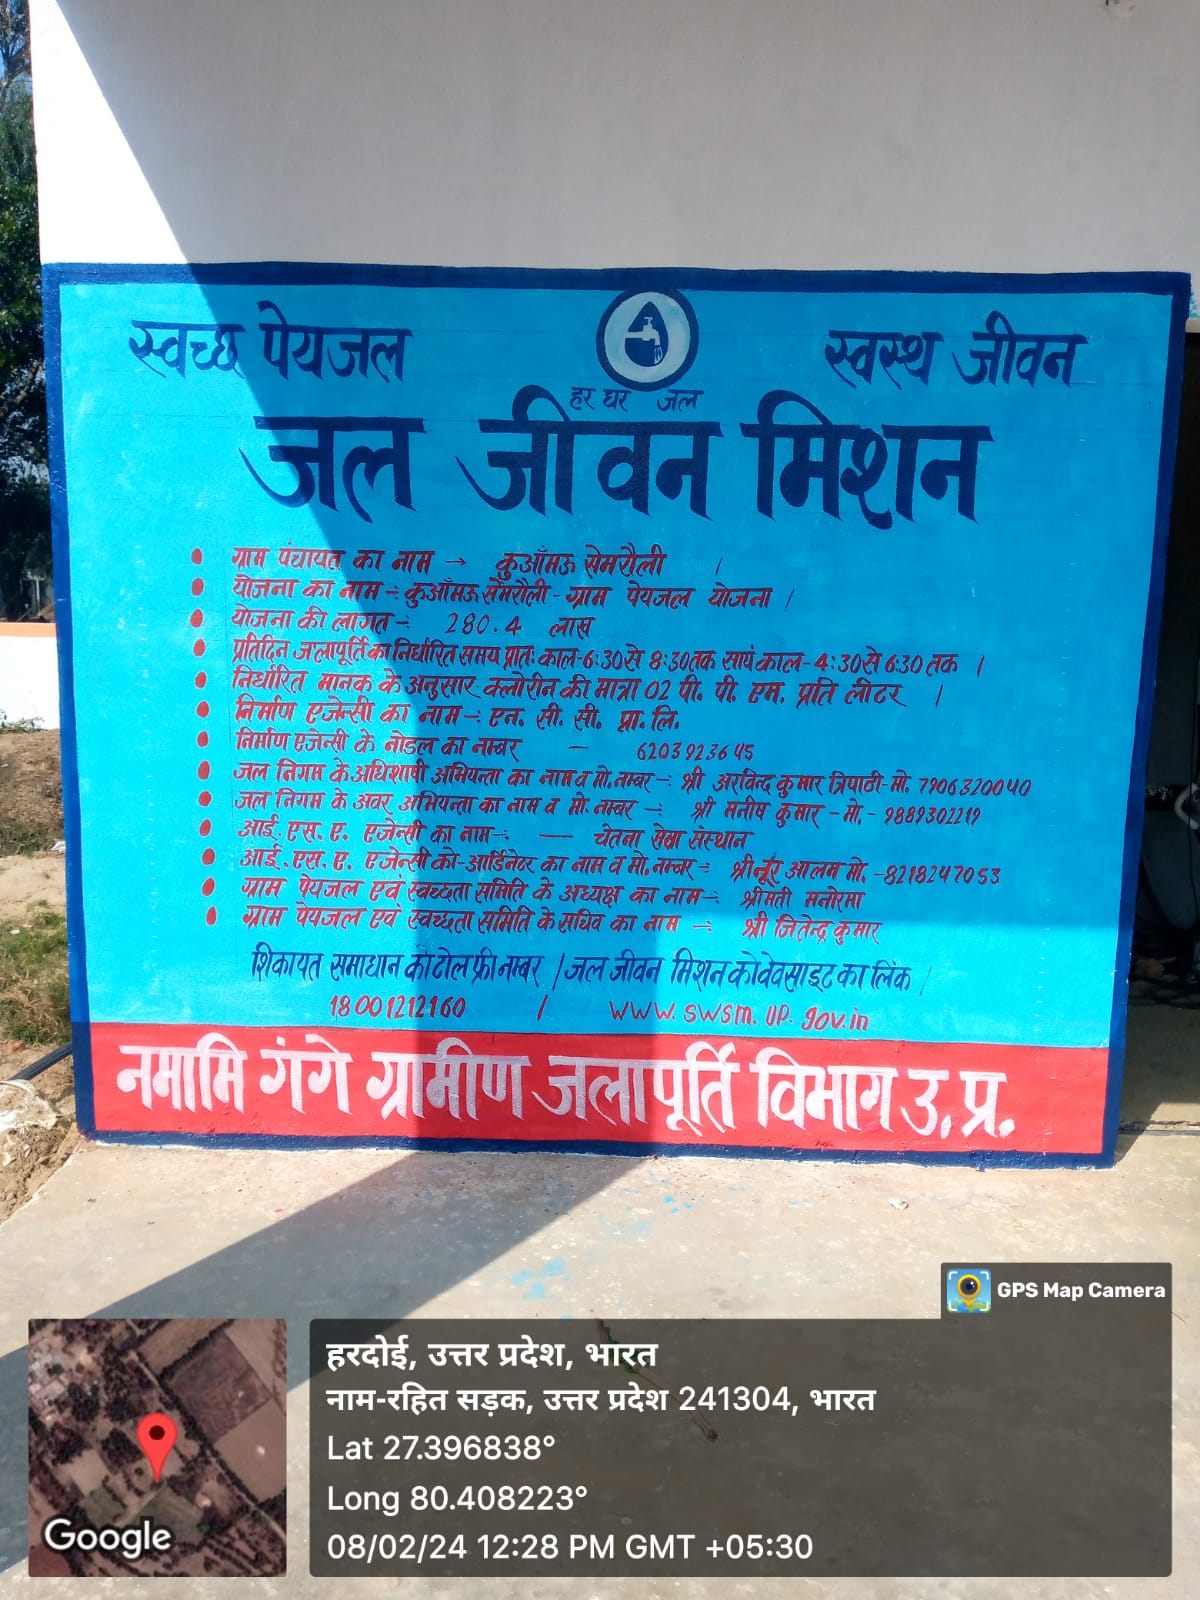 स्वच्छ पेयजल
स्वस्थ जीवन
हर घर जल
जल जीवन मिशन
• ग्राम पंचायत का नाम → कुआँमऊ सेमरौली ।
• योजना का नाम :- कुआँमऊ सेमरौली - ग्राम पेयजल योजना ।
• योजना की लागत :- 280.4 लाख
• प्रतिदिन जलापूर्ति का निर्धारित समय प्रातः काल - 6:30 से 8:30 तक सायं काल - 4:30 से 6:30 तक ।
• निर्धारित मानक के अनुसार क्लोरीन की मात्रा 02 पी. पी. एम. प्रति लीटर ।
• निर्माण एजेन्सी का नाम :- एन. सी. सी. प्रा. लि.
• निर्माण एजेन्सी के नोडल का नम्बर - 6203923645
• जल निगम के अधिशाषी अभियन्ता का नाम व मो. नम्बर :- श्री अरविन्द कुमार त्रिपाठी - मो. 7906320040
• जल निगम के अवर अभियन्ता का नाम व मो. नम्बर :- श्री मनीष कुमार - मो. - 9889302219
• आई. एस. ए. एजेन्सी का नाम :- — चेतना सेवा संस्थान
• आई. एस. ए. एजेन्सी को-आर्डिनेटर का नाम व मो. नम्बर :- श्री नूर आलम मो. - 8218247053
• ग्राम पेयजल एवं स्वच्छता समिति के अध्यक्ष का नाम :- श्रीमती मनोरमा
• ग्राम पेयजल एवं स्वच्छता समिति के सचिव का नाम :- श्री जितेन्द्र कुमार
शिकायत समाधान को टोल फ्री नम्बर / जल जीवन मिशन को वेवसाइट का लिंक /
18001212160 / www.swsm.up.gov.in
नमामि गंगे ग्रामीण जलापूर्ति विभाग उ. प्र.
GPS Map Camera
हरदोई, उत्तर प्रदेश, भारत
नाम-रहित सड़क, उत्तर प्रदेश 241304, भारत
Lat 27.396838°
Long 80.408223°
08/02/24 12:28 PM GMT +05:30
Google